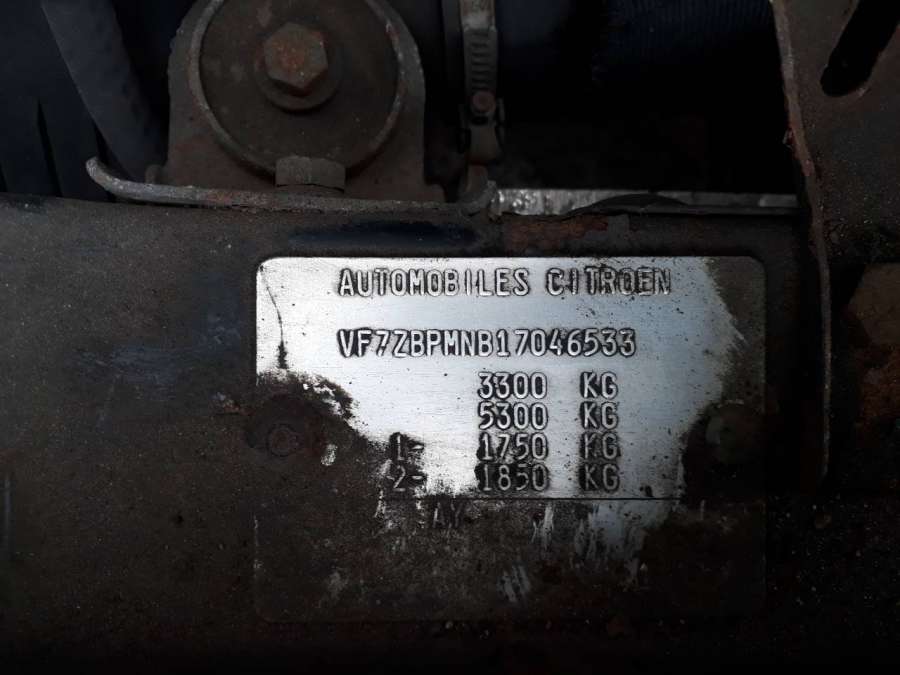 AUTOMOBILES CITROEN
VF7ZBPMNB17046533
3300 KG
5300 KG
1- 1750 KG
2- 1850 KG